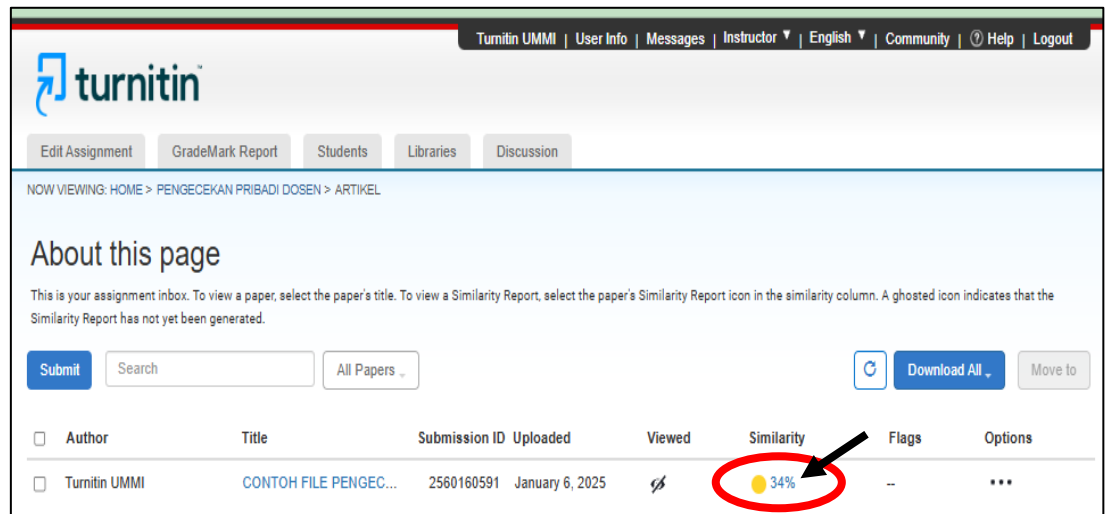 Turnitin UMMI | User Info | Messages | Instructor ▼ | English ▼ | Community | ? Help | Logout
turnitin™
Edit Assignment GradeMark Report Students Libraries Discussion
NOW VIEWING: HOME > PENGECEKAN PRIBADI DOSEN > ARTIKEL
About this page
This is your assignment inbox. To view a paper, select the paper's title. To view a Similarity Report, select the paper's Similarity Report icon in the similarity column. A ghosted icon indicates that the
Similarity Report has not yet been generated.
Submit Search All Papers Download All Move to
Author Title Submission ID Uploaded Viewed Similarity Flags Options
Turnitin UMMI CONTOH FILE PENGEC... 2560160591 January 6, 2025 34% -- •••